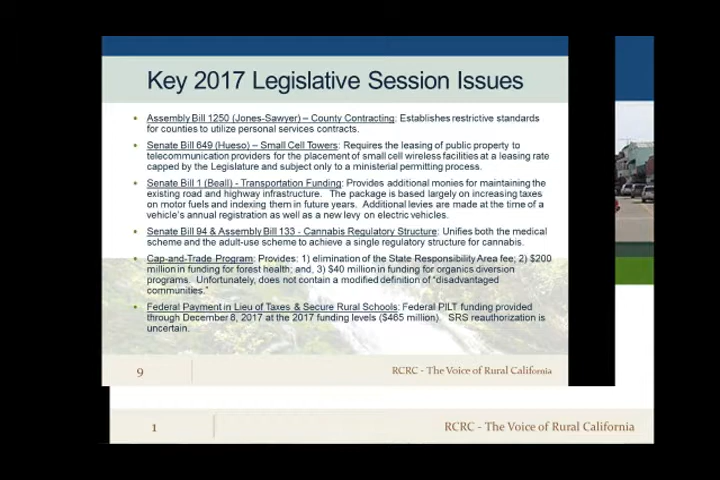 Key 2017 Legislative Session Issues
• Assembly Bill 1250 (Jones-Sawyer) – County Contracting: Establishes restrictive standards
for counties to utilize personal services contracts.
• Senate Bill 649 (Hueso) – Small Cell Towers: Requires the leasing of public property to
telecommunication providers for the placement of small cell wireless facilities at a leasing rate
capped by the Legislature and subject only to a ministerial permitting process.
• Senate Bill 1 (Beall) - Transportation Funding: Provides additional monies for maintaining the
existing road and highway infrastructure. The package is based largely on increasing taxes
on motor fuels and indexing them in future years. Additional levies are made at the time of a
vehicle's annual registration as well as a new levy on electric vehicles.
• Senate Bill 94 & Assembly Bill 133 - Cannabis Regulatory Structure: Unifies both the medical
scheme and the adult-use scheme to achieve a single regulatory structure for cannabis.
• Cap-and-Trade Program: Provides: 1) elimination of the State Responsibility Area fee; 2) $200
million in funding for forest health; and, 3) $40 million in funding for organics diversion
programs. Unfortunately, does not contain a modified definition of "disadvantaged
communities."
• Federal Payment in Lieu of Taxes & Secure Rural Schools: Federal PILT funding provided
through December 8, 2017 at the 2017 funding levels ($465 million). SRS reauthorization is
uncertain.
9 RCRC - The Voice of Rural California
1 RCRC - The Voice of Rural California